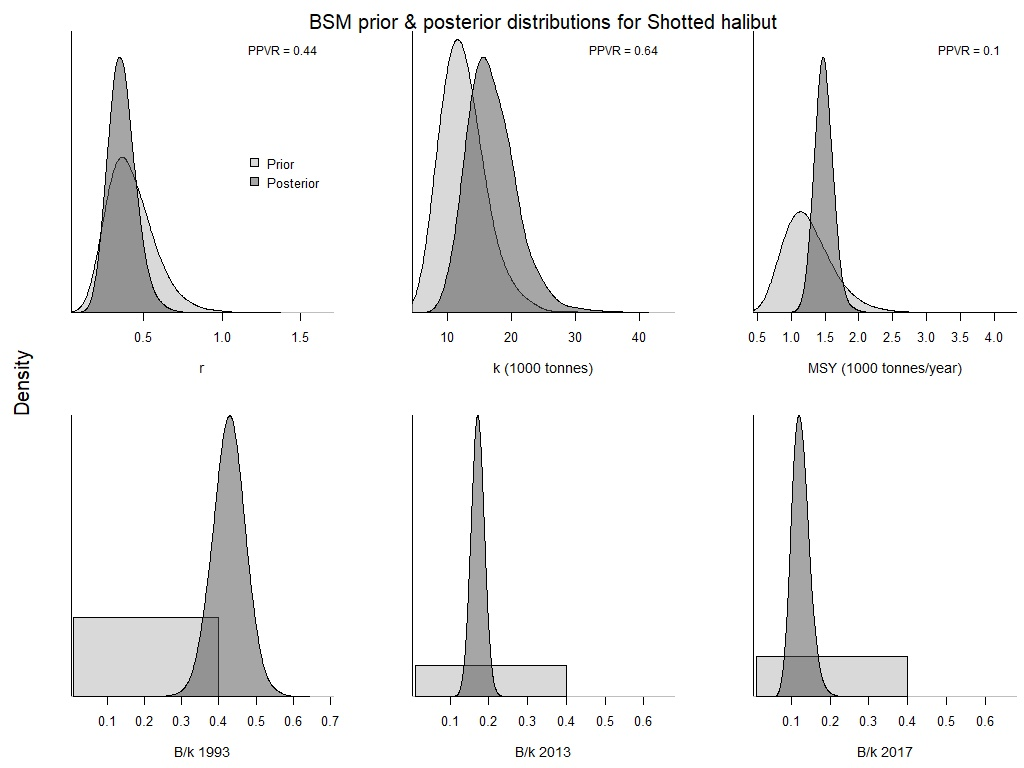 BSM prior & posterior distributions for Shotted halibut
PPVR = 0.44
PPVR = 0.64
PPVR = 0.1
Prior
Posterior
0.5 1.0 1.5
10 20 30 40
0.5 1.0 1.5 2.0 2.5 3.0 3.5 4.0
r
k (1000 tonnes)
MSY (1000 tonnes/year)
Density
0.1 0.2 0.3 0.4 0.5 0.6 0.7
0.1 0.2 0.3 0.4 0.5 0.6
0.1 0.2 0.3 0.4 0.5 0.6
B/k 1993
B/k 2013
B/k 2017